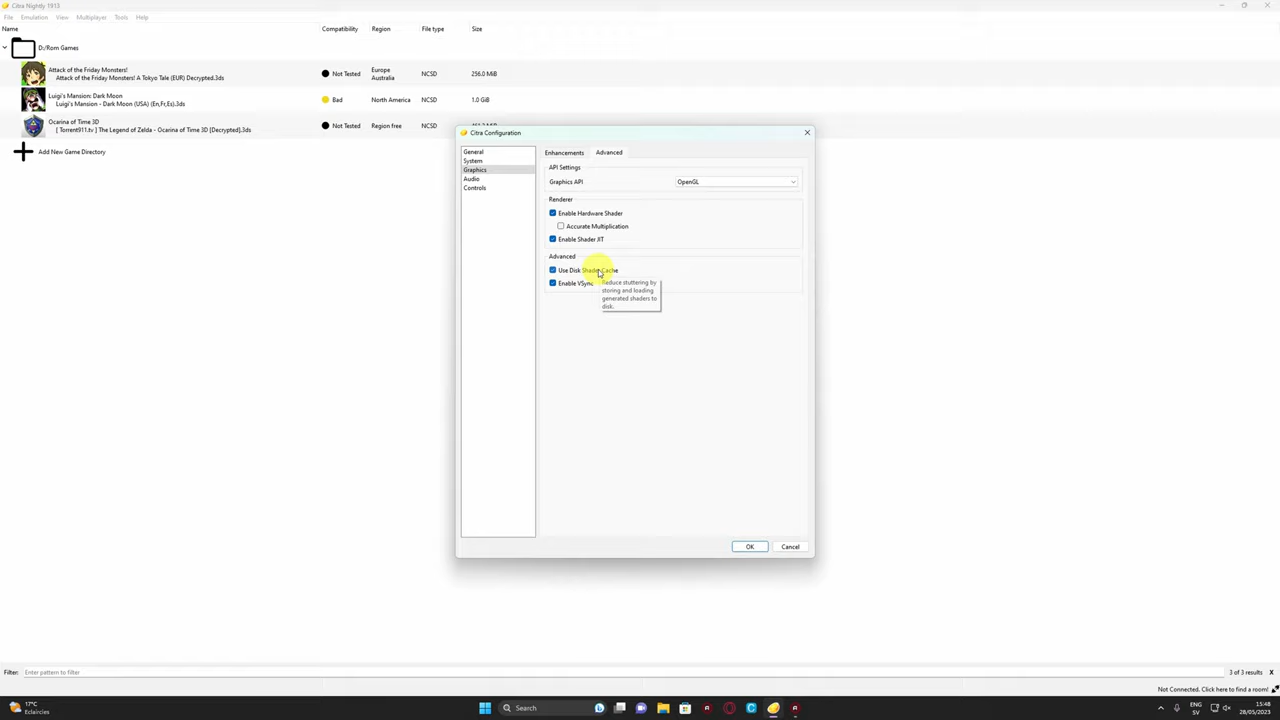 Citra Nightly 1913
File Emulation View Multiplayer Tools Help
Name Compatibility Region File type Size
D:/Rom Games
Attack of the Friday Monsters!
Attack of the Friday Monsters! A Tokyo Tale (EUR) Decrypted.3ds
Not Tested
Europe
Australia
NCSD
256.0 MiB
Luigi's Mansion: Dark Moon
Luigi's Mansion - Dark Moon (USA) (En,Fr,Es).3ds
Bad
North America
NCSD
1.0 GiB
Ocarina of Time 3D
[ Torrent911.tv ] The Legend of Zelda - Ocarina of Time 3D [Decrypted].3ds
Not Tested
Region free
NCSD
Add New Game Directory
Citra Configuration
General
System
Graphics
Audio
Controls
Enhancements Advanced
API Settings
Graphics API OpenGL
Renderer
Enable Hardware Shader
Accurate Multiplication
Enable Shader JIT
Advanced
Use Disk Shader Cache
Enable VSync
Reduce stuttering by
storing and loading
generated shaders to
disk.
OK Cancel
Filter: Enter pattern to filter 3 of 3 results X
Not Connected. Click here to find a room!
17°C
Eclaircies
Search
ENG
SV
15:48
28/05/2023